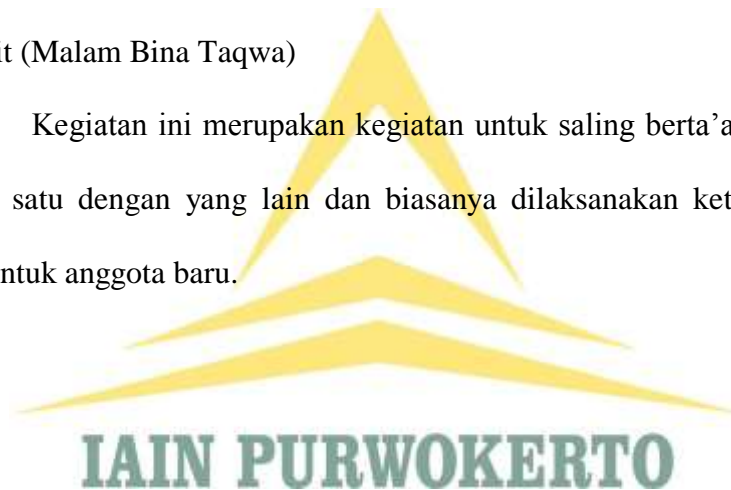 it (Malam Bina Taqwa)
Kegiatan ini merupakan kegiatan untuk saling berta’a
satu dengan yang lain dan biasanya dilaksanakan ket
ntuk anggota baru.
IAIN PURWOKERTO